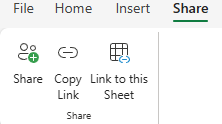 File Home Insert Share
Share Copy Link to this
Link Sheet
Share